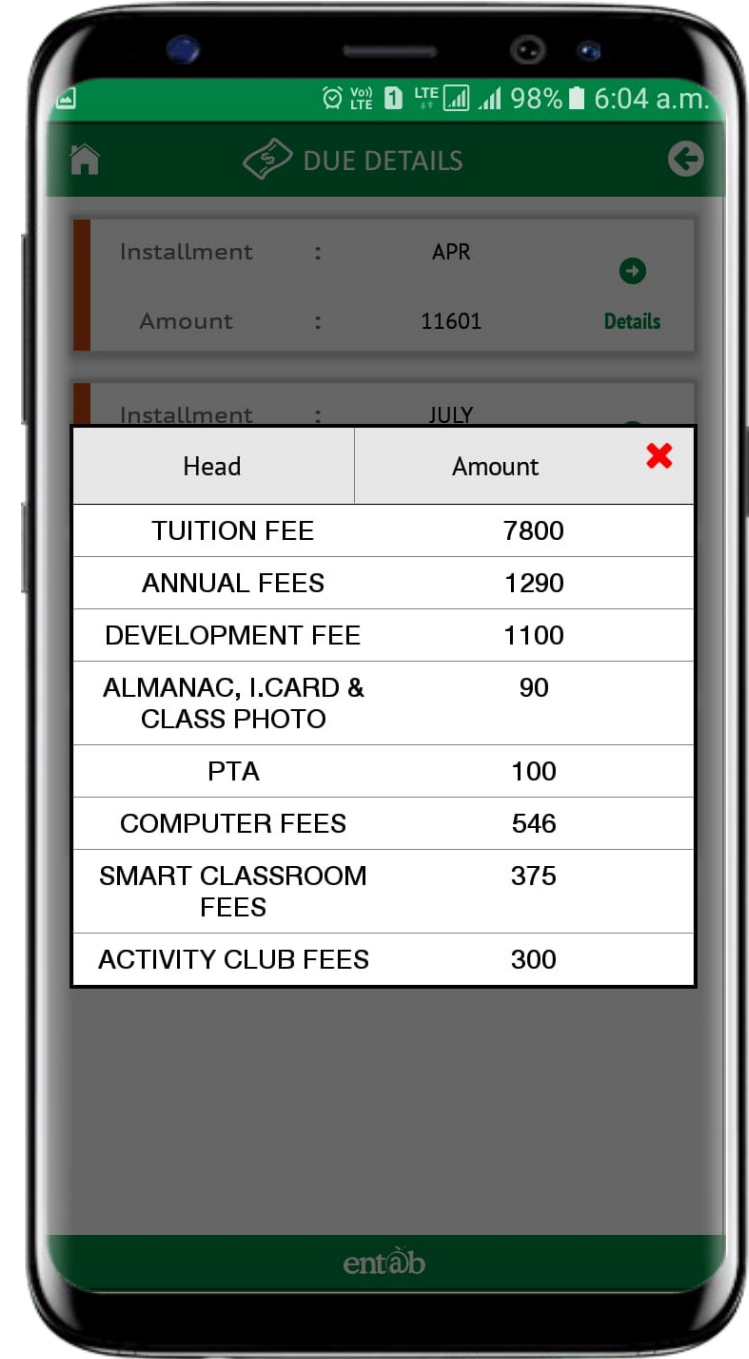 Vo)) LTE 1 LTE 98% 6:04 a.m.
DUE DETAILS
Installment : APR
Amount : 11601 Details
Installment : JULY
Head Amount
TUITION FEE 7800
ANNUAL FEES 1290
DEVELOPMENT FEE 1100
ALMANAC, I.CARD & 90
CLASS PHOTO
PTA 100
COMPUTER FEES 546
SMART CLASSROOM 375
FEES
ACTIVITY CLUB FEES 300
entàb